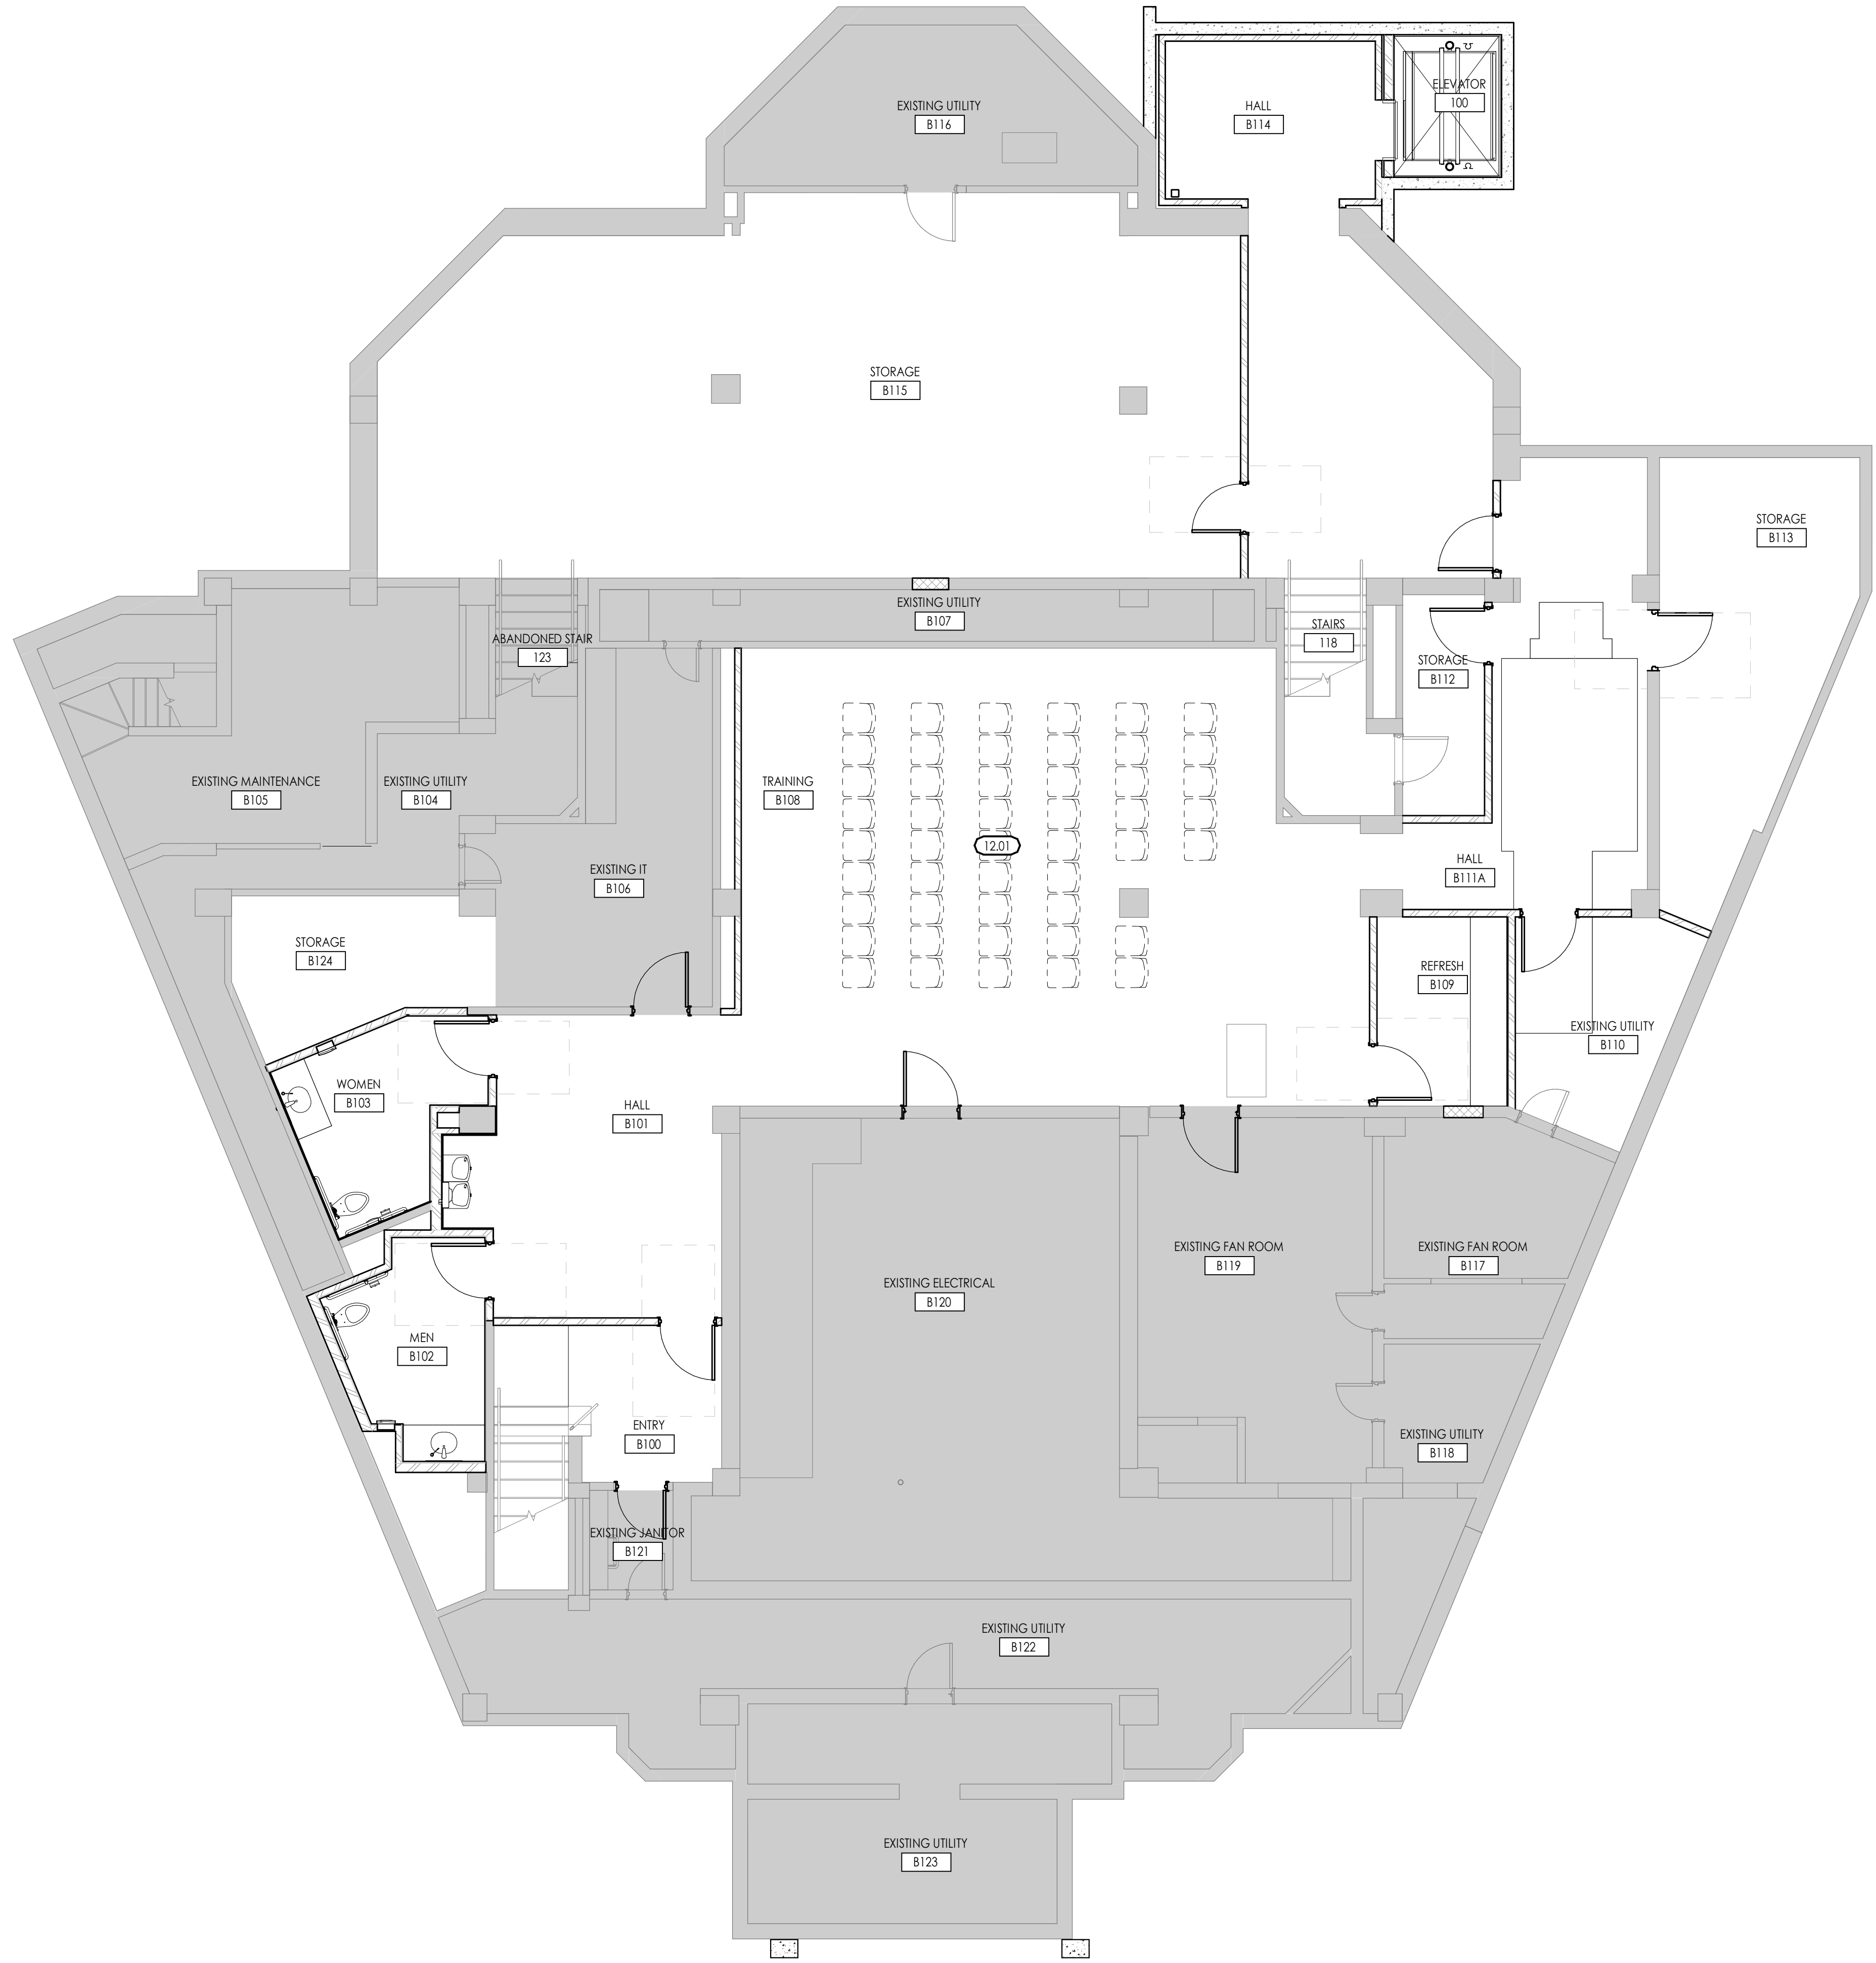 ELEVATOR
100
EXISTING UTILITY
B116
HALL
B114
STORAGE
B115
STORAGE
B113
EXISTING UTILITY
B107
ABANDONED STAIR
123
STAIRS
118
STORAGE
B112
EXISTING MAINTENANCE
B105
EXISTING UTILITY
B104
TRAINING
B108
12.01
EXISTING IT
B106
HALL
B111A
STORAGE
B124
REFRESH
B109
EXISTING UTILITY
B110
WOMEN
B103
HALL
B101
EXISTING FAN ROOM
B119
EXISTING FAN ROOM
B117
EXISTING ELECTRICAL
B120
MEN
B102
ENTRY
B100
EXISTING UTILITY
B118
EXISTING JANITOR
B121
EXISTING UTILITY
B122
EXISTING UTILITY
B123